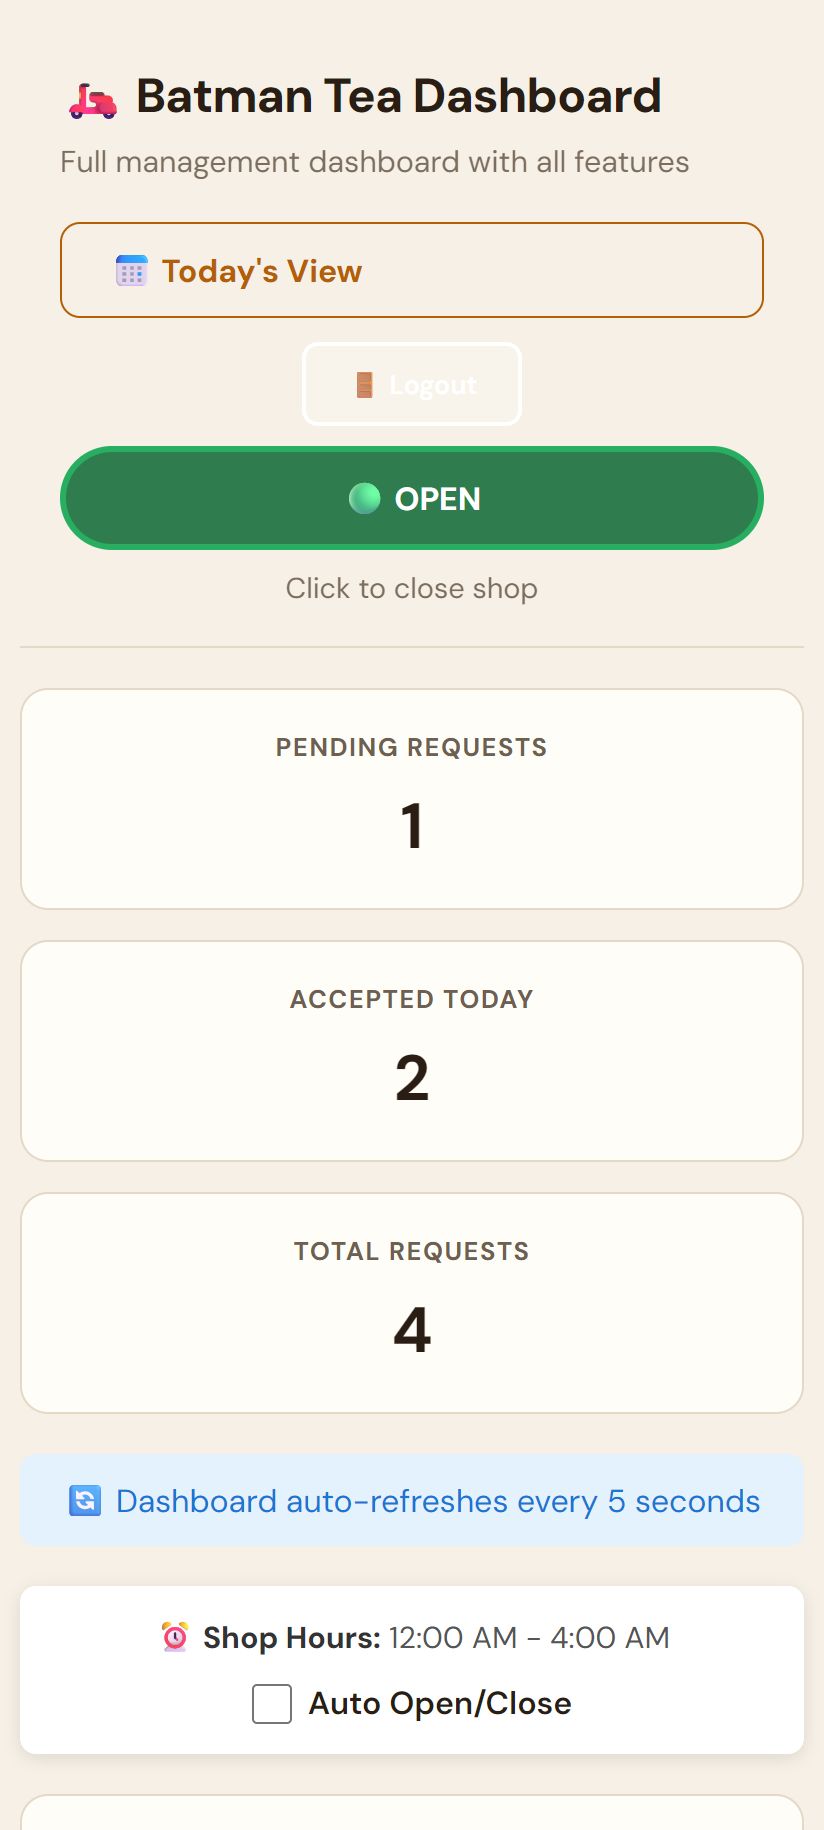 Batman Tea Dashboard
Full management dashboard with all features
Today's View
Logout
OPEN
Click to close shop
PENDING REQUESTS
1
ACCEPTED TODAY
2
TOTAL REQUESTS
4
Dashboard auto-refreshes every 5 seconds
Shop Hours: 12:00 AM - 4:00 AM
Auto Open/Close